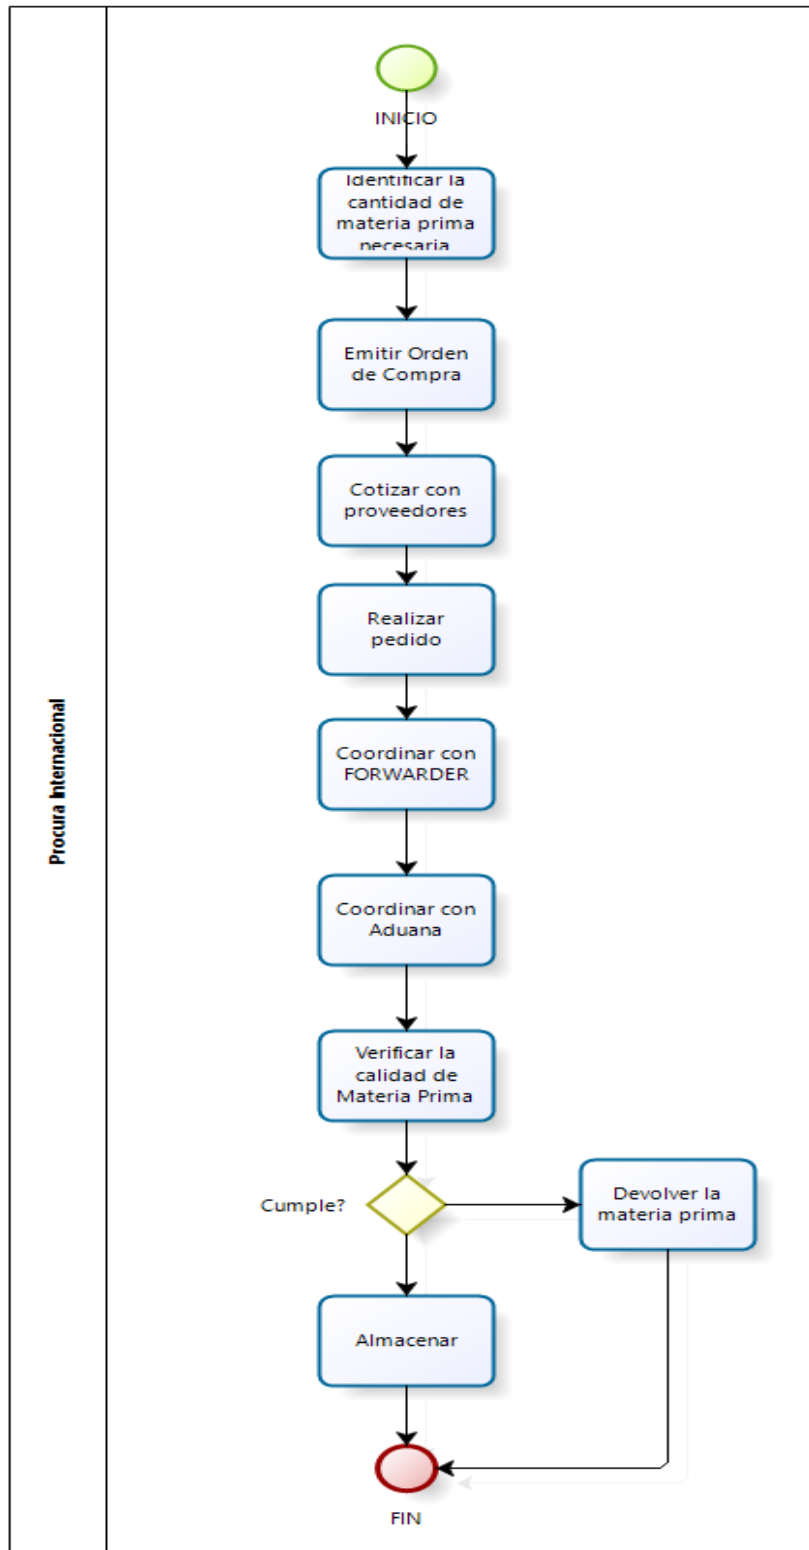 Procura Internacional
INICIO
Identificar la
cantidad de
materia prima
necesaria
Emitir Orden
de Compra
Cotizar con
proveedores
Realizar
pedido
Coordinar con
FORWARDER
Coordinar con
Aduana
Verificar la
calidad de
Materia Prima
Cumple?
Devolver la
materia prima
Almacenar
FIN